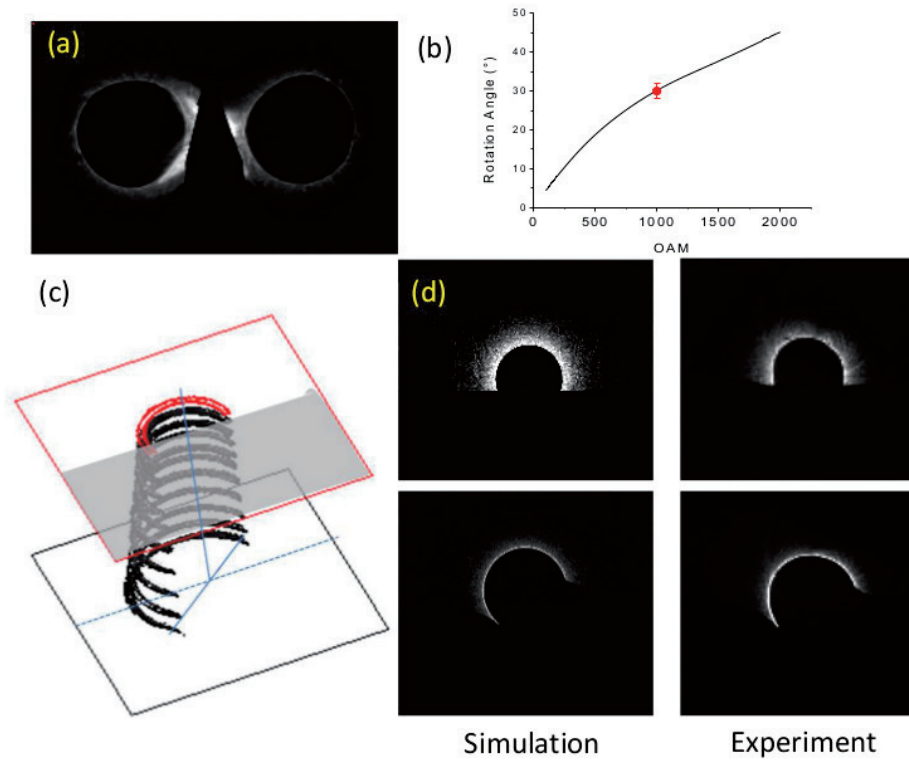 (a)
(b)
50
40
30
20
10
0
Rotation Angle (°)
0 500 1000 1500 2000
OAM
(c)
(d)
Simulation Experiment